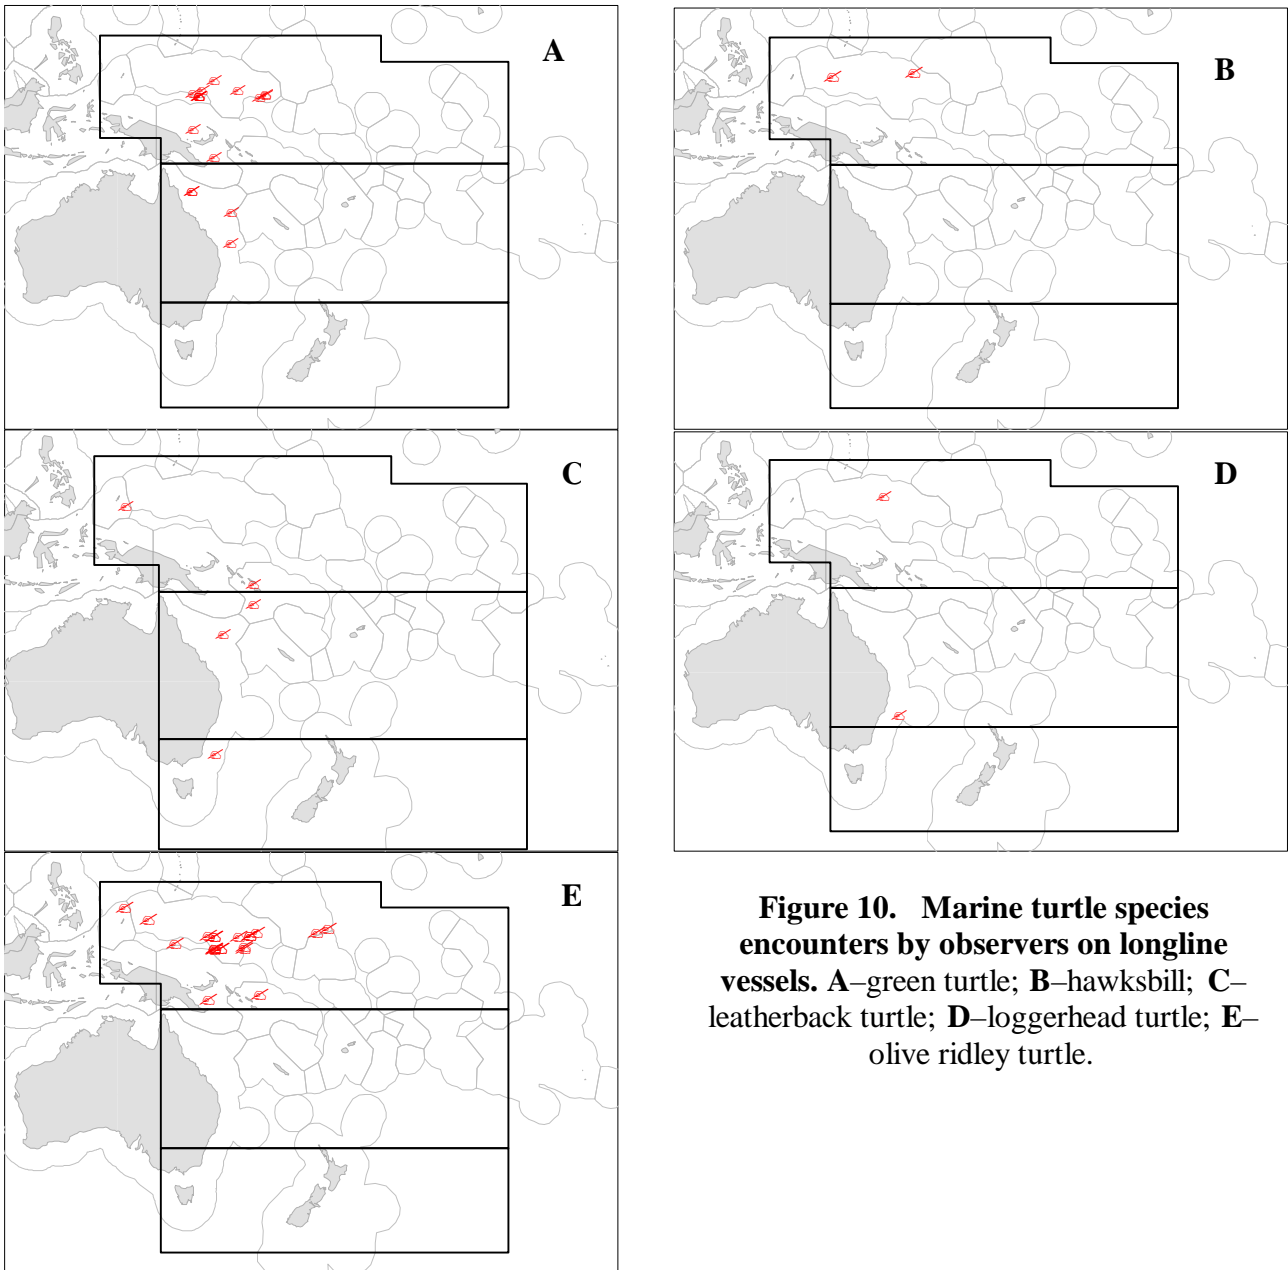 A
B
C
D
E
Figure 10. Marine turtle species
encounters by observers on longline
vessels. A–green turtle; B–hawksbill; C–
leatherback turtle; D–loggerhead turtle; E–
olive ridley turtle.